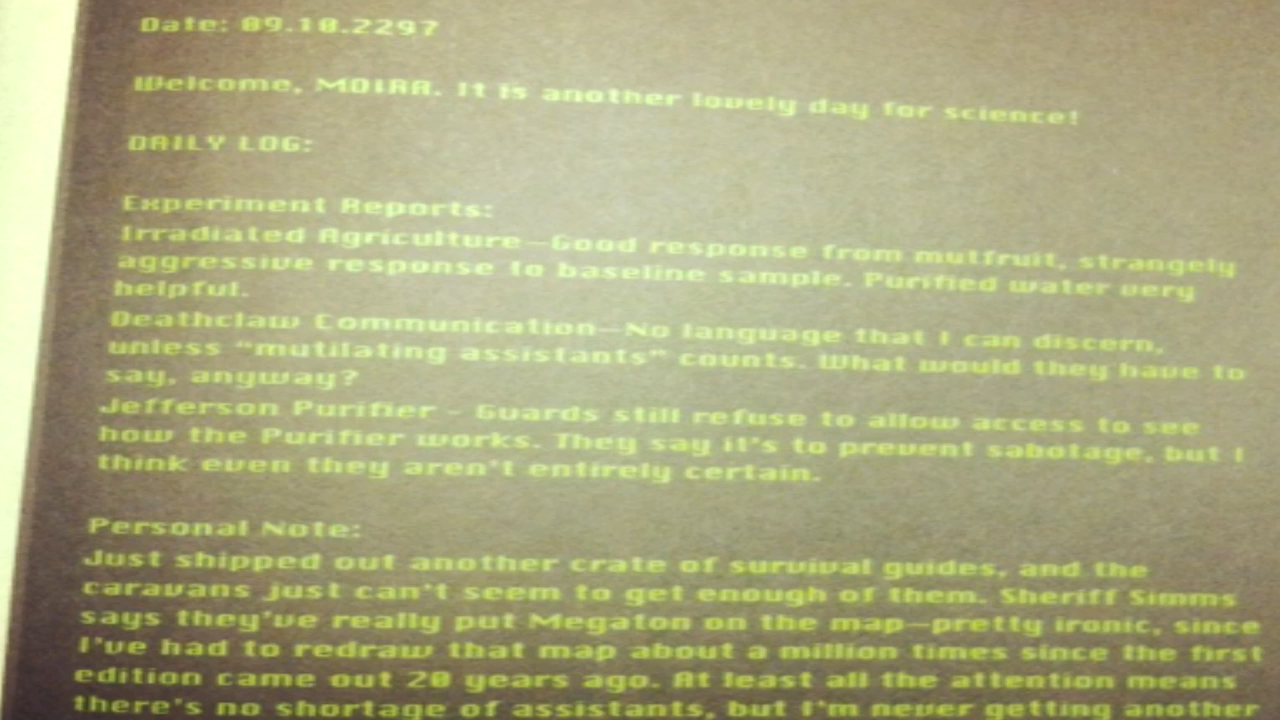 Date: 09.10.2297
Welcome, MOIRA. It is another lovely day for science!
DAILY LOG:
Experiment Reports:
Irradiated Agriculture—Good response from mutfruit, strangely
aggressive response to baseline sample. Purified water very
helpful.
Deathclaw Communication—No language that I can discern,
unless "mutilating assistants" counts. What would they have to
say, anyway?
Jefferson Purifier - Guards still refuse to allow access to see
how the Purifier works. They say it's to prevent sabotage, but I
think even they aren't entirely certain.
Personal Note:
Just shipped out another crate of survival guides, and the
caravans just can't seem to get enough of them. Sheriff Simms
says they've really put Megaton on the map—pretty ironic, since
I've had to redraw that map about a million times since the first
edition came out 20 years ago. At least all the attention means
there's no shortage of assistants, but I'm never getting another